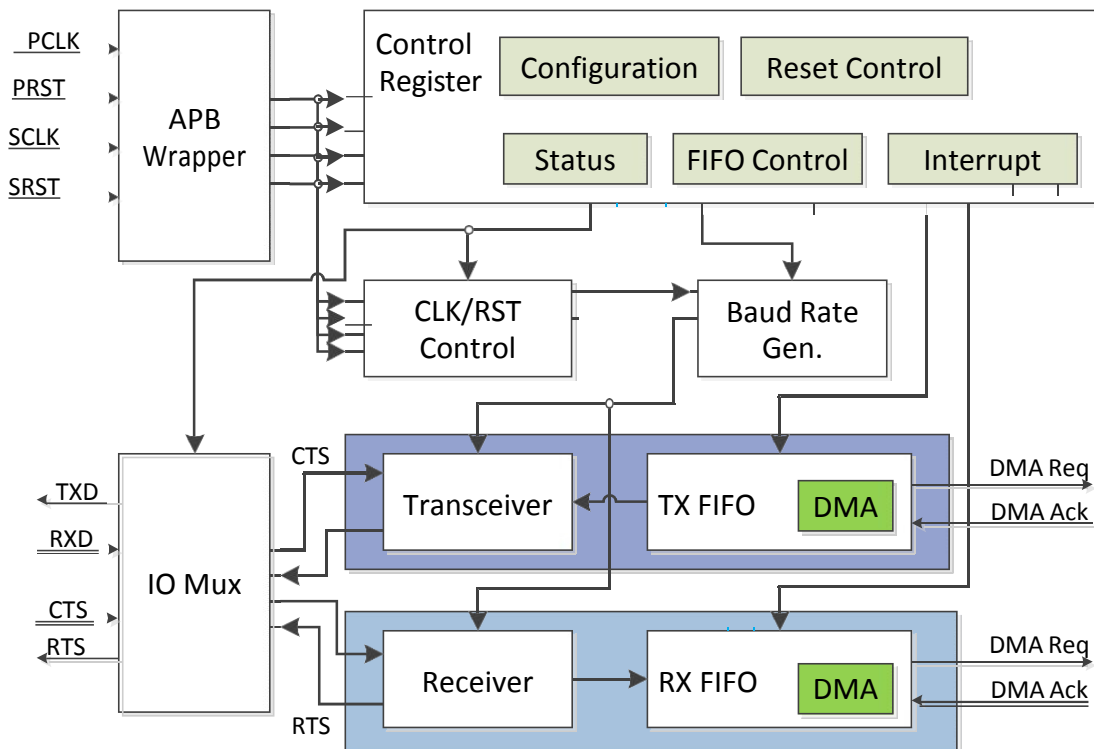 PCLK
PRST
SCLK
SRST
APB
Wrapper
Control
Register
Configuration
Reset Control
Status
FIFO Control
Interrupt
CLK/RST
Control
Baud Rate
Gen.
TXD
RXD
CTS
RTS
IO Mux
CTS
Transceiver
TX FIFO
DMA
DMA Req
DMA Ack
RTS
Receiver
RX FIFO
DMA
DMA Req
DMA Ack